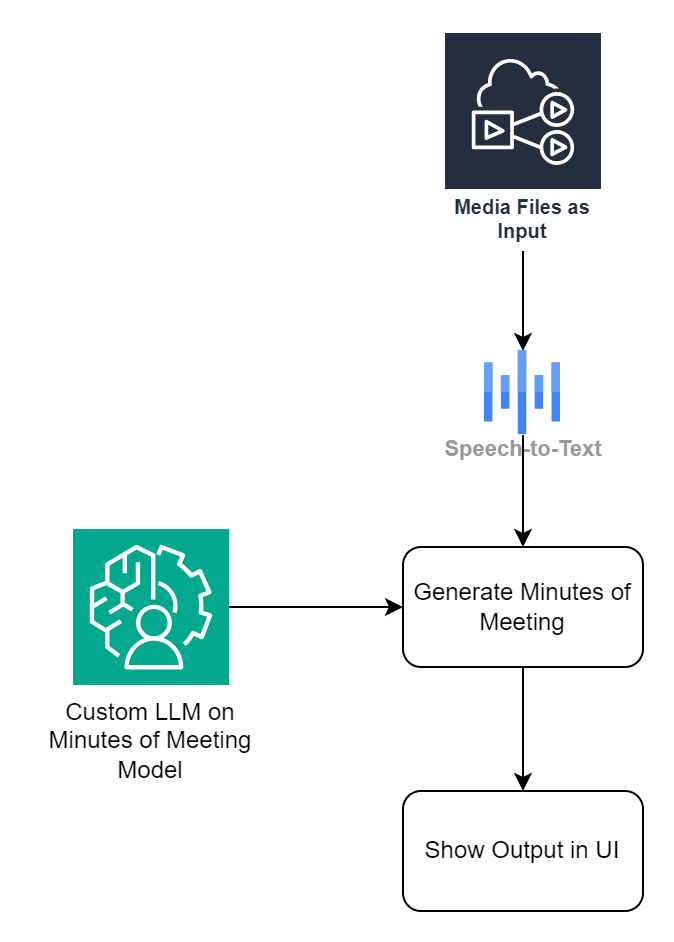 Media Files as
Input
Speech-to-Text
Generate Minutes of
Meeting
Custom LLM on
Minutes of Meeting
Model
Show Output in UI